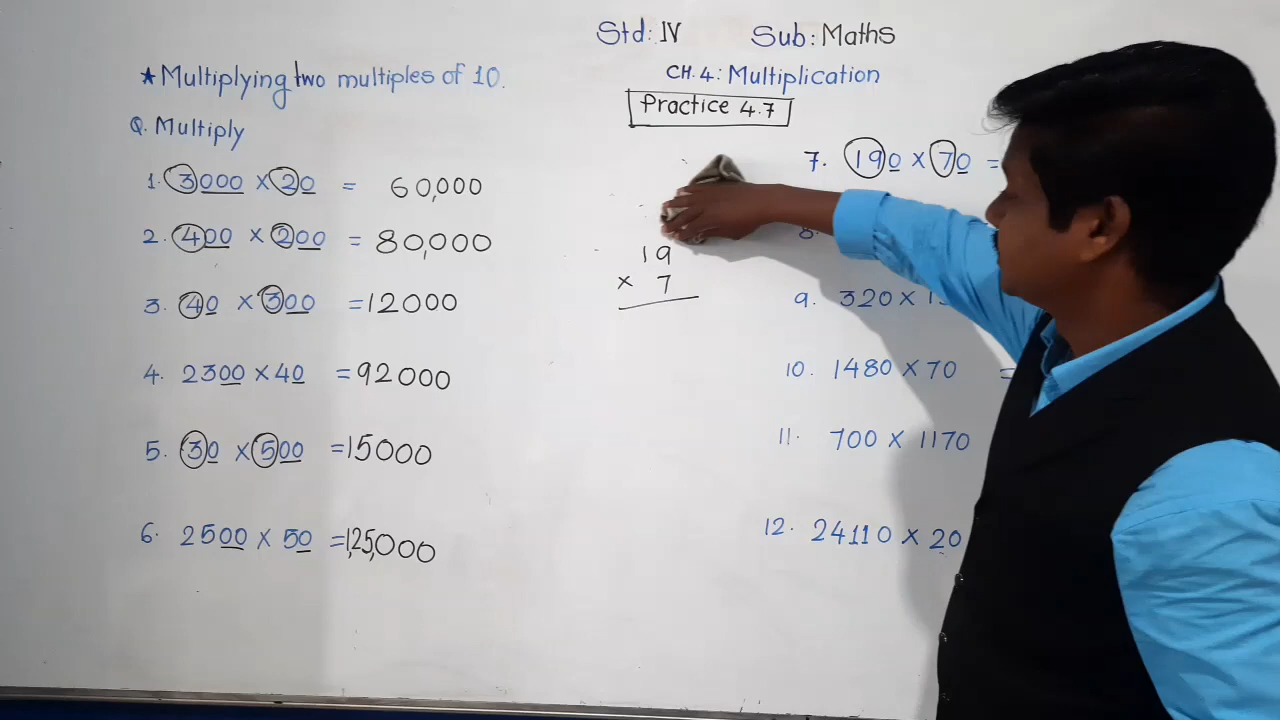 Std: IV Sub: Maths
CH. 4: Multiplication
★ Multiplying two multiples of 10.
Practice 4.7
Q. Multiply
1. 3000 x 20 = 60,000
2. 400 x 200 = 80,000
3. 40 x 300 = 12000
4. 2300 x 40 = 92000
5. 30 x 500 = 15000
6. 2500 x 50 = 1,25,000
19
x 7
7. 190 x 70 =
8.
9. 320 x
10. 1480 x 70 =
11. 700 x 1170
12. 24110 x 20